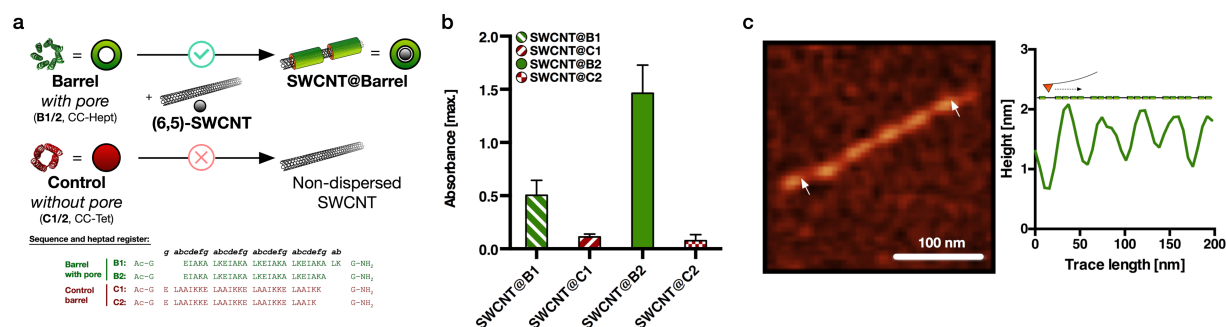 a
=
Barrel
with pore
(B1/2, CC-Hept)
+
(6,5)-SWCNT
SWCNT@Barrel
=
=
Control
without pore
(C1/2, CC-Tet)
Non-dispersed
SWCNT
Sequence and heptad register:
g abcdefg abcdefg abcdefg abcdefg ab
Barrel with pore
B1: Ac-G EIAKA LKEIAKA LKEIAKA LKEIAKA LK G-NH2
B2: Ac-G EIAKA LKEIAKA LKEIAKA LKEIAKA G-NH2
Control barrel
C1: Ac-G E LAAIKKE LAAIKKE LAAIKKE LAAIKK G-NH2
C2: Ac-G E LAAIKKE LAAIKKE LAAIKKE LAAIK G-NH2
b
Absorbance [max.]
2.0
1.5
1.0
0.5
0.0
SWCNT@B1
SWCNT@C1
SWCNT@B2
SWCNT@C2
SWCNT@B1
SWCNT@C1
SWCNT@B2
SWCNT@C2
c
100 nm
Height [nm]
3
2
1
0
0 50 100 150 200
Trace length [nm]